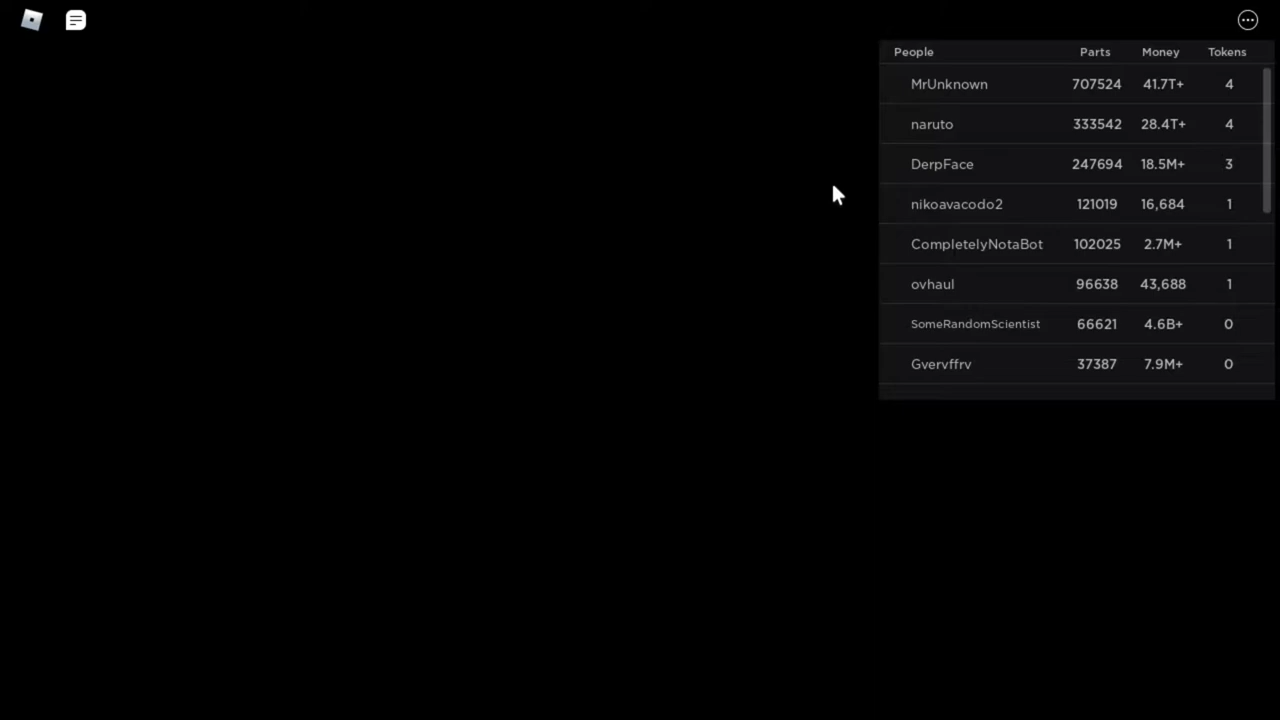 People Parts Money Tokens
MrUnknown 707524 41.7T+ 4
naruto 333542 28.4T+ 4
DerpFace 247694 18.5M+ 3
nikoavacodo2 121019 16,684 1
CompletelyNotaBot 102025 2.7M+ 1
ovhaul 96638 43,688 1
SomeRandomScientist 66621 4.6B+ 0
Gvervffrv 37387 7.9M+ 0